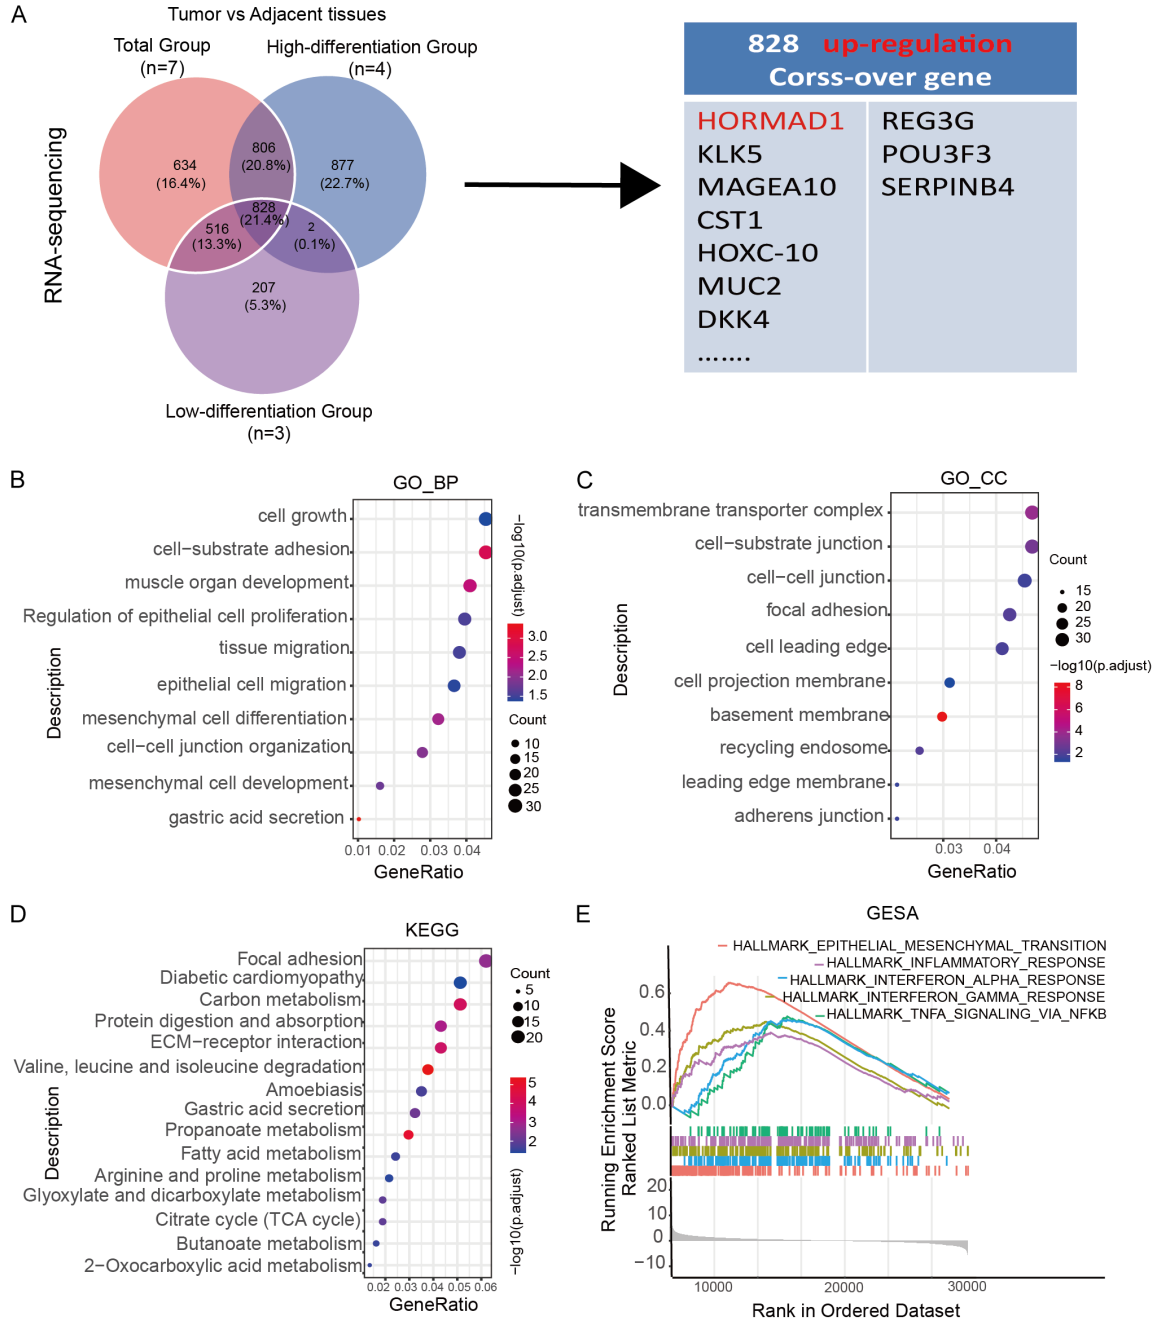 A
Tumor vs Adjacent tissues
Total Group
(n=7)
High-differentiation Group
(n=4)
RNA-sequencing
634
(16.4%)
806
(20.8%)
877
(22.7%)
828
(21.4%)
516
(13.3%)
2
(0.1%)
207
(5.3%)
Low-differentiation Group
(n=3)
828 up-regulation
Corss-over gene
HORMAD1
KLK5
MAGEA10
CST1
HOXC-10
MUC2
DKK4
.......
REG3G
POU3F3
SERPINB4
B
GO_BP
Description
cell growth
cell−substrate adhesion
muscle organ development
Regulation of epithelial cell proliferation
tissue migration
epithelial cell migration
mesenchymal cell differentiation
cell−cell junction organization
mesenchymal cell development
gastric acid secretion
0.01 0.02 0.03 0.04
GeneRatio
−log10(p.adjust)
3.0
2.5
2.0
1.5
Count
10
15
20
25
30
C
GO_CC
Description
transmembrane transporter complex
cell−substrate junction
cell−cell junction
focal adhesion
cell leading edge
cell projection membrane
basement membrane
recycling endosome
leading edge membrane
adherens junction
0.03 0.04
GeneRatio
Count
15
20
25
30
−log10(p.adjust)
8
6
4
2
D
KEGG
Description
Focal adhesion
Diabetic cardiomyopathy
Carbon metabolism
Protein digestion and absorption
ECM−receptor interaction
Valine, leucine and isoleucine degradation
Amoebiasis
Gastric acid secretion
Propanoate metabolism
Fatty acid metabolism
Arginine and proline metabolism
Glyoxylate and dicarboxylate metabolism
Citrate cycle (TCA cycle)
Butanoate metabolism
2−Oxocarboxylic acid metabolism
0.02 0.03 0.04 0.05 0.06
GeneRatio
Count
5
10
15
20
5
4
3
2
−log10(p.adjust)
E
GESA
HALLMARK_EPITHELIAL_MESENCHYMAL_TRANSITION
HALLMARK_INFLAMMATORY_RESPONSE
HALLMARK_INTERFERON_ALPHA_RESPONSE
HALLMARK_INTERFERON_GAMMA_RESPONSE
HALLMARK_TNFA_SIGNALING_VIA_NFKB
Running Enrichment Score
Ranked List Metric
0.6
0.4
0.2
0.0
20
10
0
−10
10000 20000 30000
Rank in Ordered Dataset